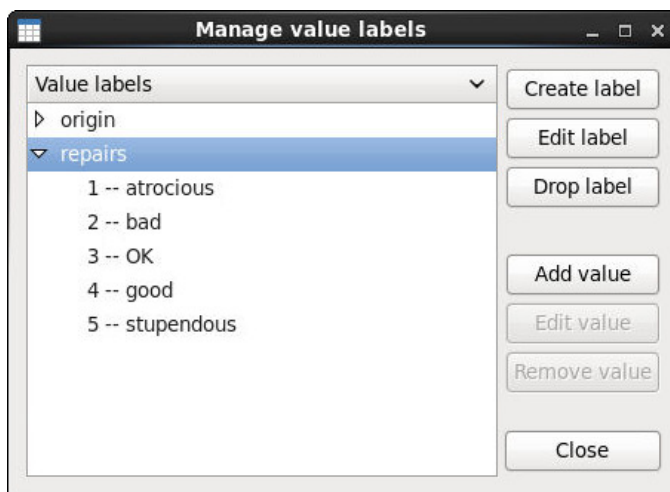 Manage value labels
Value labels
origin
repairs
1 -- atrocious
2 -- bad
3 -- OK
4 -- good
5 -- stupendous
Create label
Edit label
Drop label
Add value
Edit value
Remove value
Close